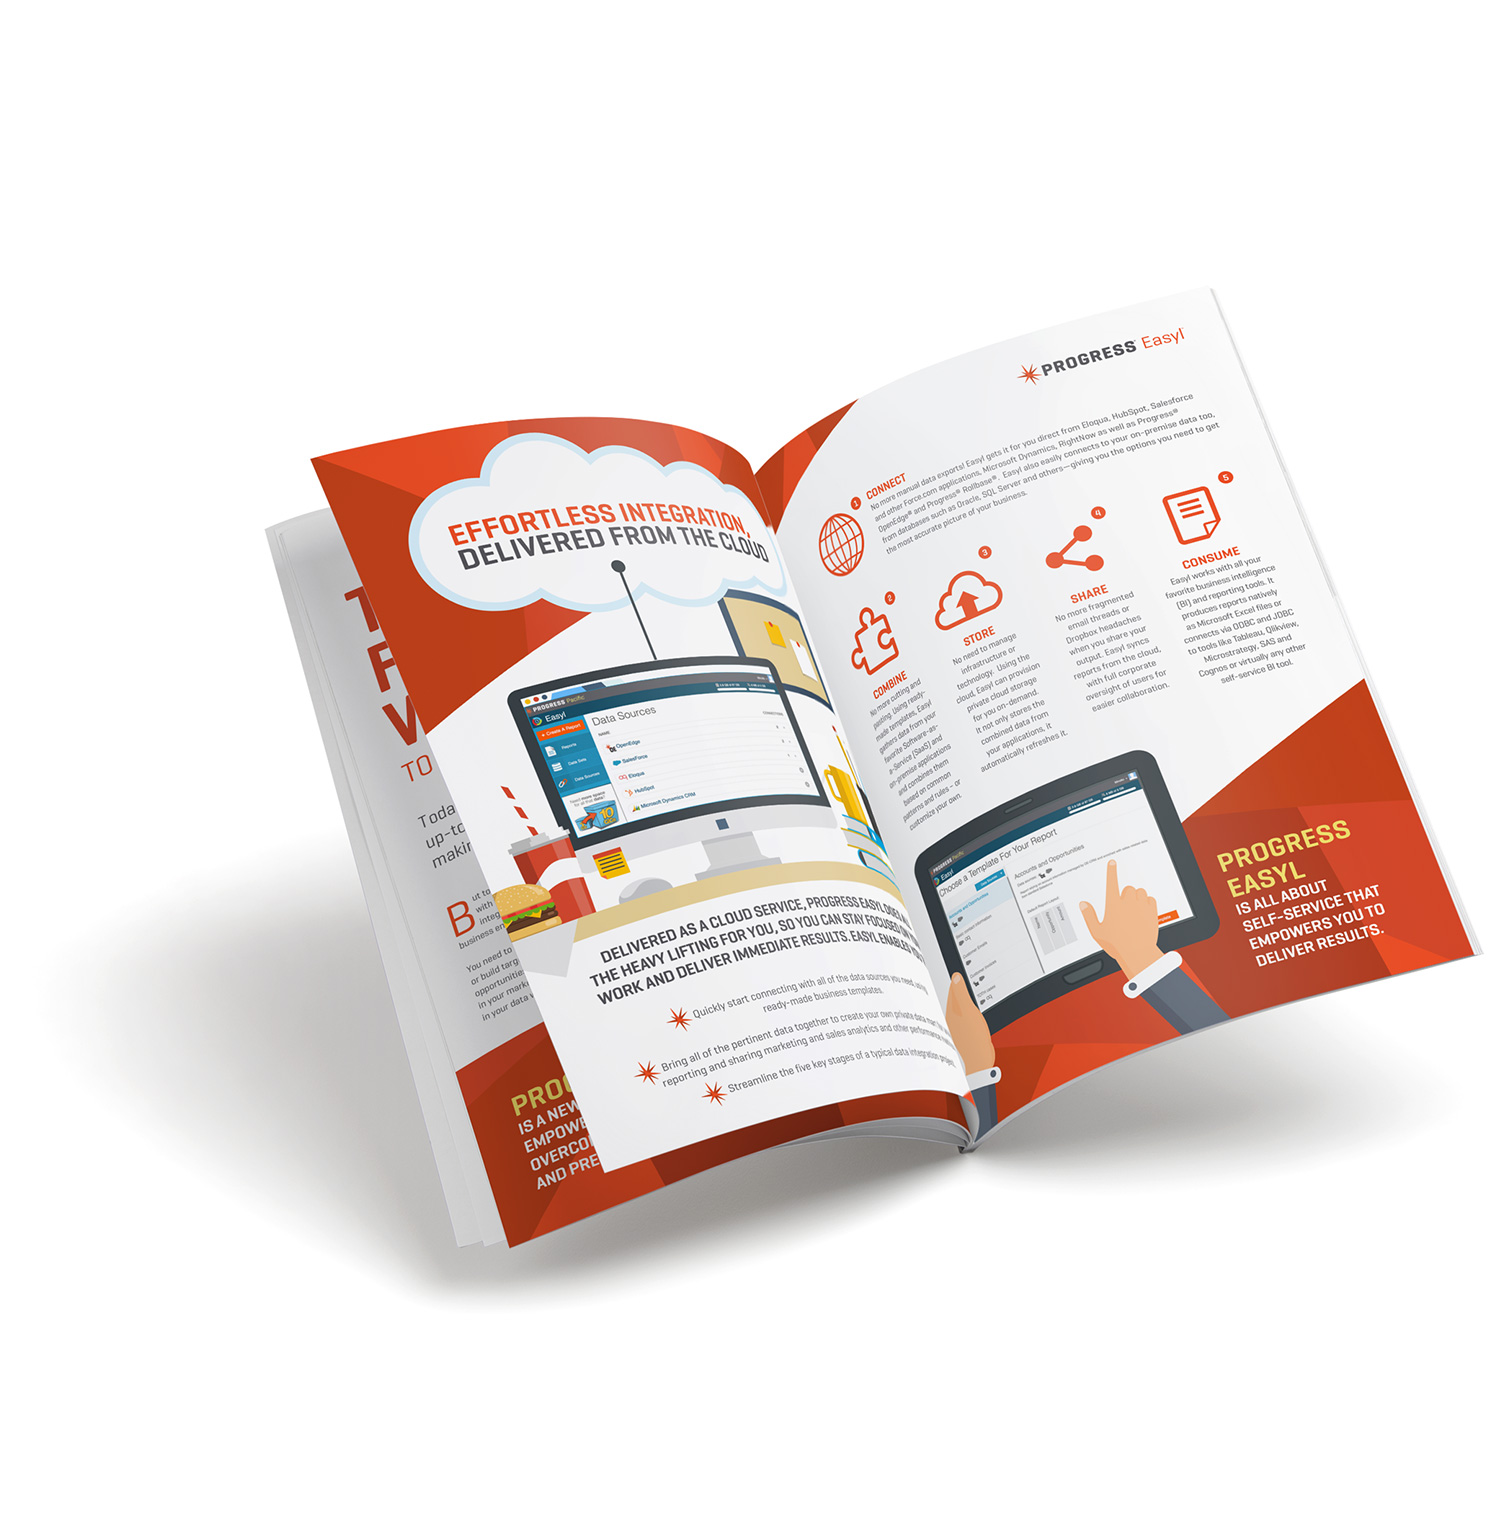 T
F
V
TO
Toda
up-to
makin
But to
with
integ
business en
You need to
or build targ
opportunities
in your mark
in your data v
PROG
IS A NEW
EMPOWE
OVERCO
AND PRE
EFFORTLESS INTEGRATION,
DELIVERED FROM THE CLOUD
PROGRESS Pacific
Easyl
Data Sources
+ Create A Report
NAME
Reports
OpenEdge
Data Sets
Salesforce
Data Sources
Eloqua
HubSpot
Microsoft Dynamics CRM
Need more space
for all that data?
10
DELIVERED AS A CLOUD SERVICE, PROGRESS EASYL DOES
THE HEAVY LIFTING FOR YOU, SO YOU CAN STAY FOCUSED ON
WORK AND DELIVER IMMEDIATE RESULTS. EASYL ENABLES YOU
Quickly start connecting with all of the data sources you need, using
ready-made business templates.
Bring all of the pertinent data together to create your own private data mart
reporting and sharing marketing and sales analytics and other performance
Streamline the five key stages of a typical data integration project.
PROGRESS Easyl
1
CONNECT
No more manual data exports! Easyl gets it for you direct from Eloqua, HubSpot, Salesforce
and other Force.com applications, Microsoft Dynamics, RightNow as well as Progress®
OpenEdge® and Progress® Rollbase®. Easyl also easily connects to your on-premise data too,
from databases such as Oracle, SQL Server and others—giving you the options you need to get
the most accurate picture of your business.
2
COMBINE
No more cutting and
pasting. Using ready-
made templates, Easyl
gathers data from your
favorite Software-as-
a-Service (SaaS) and
on-premise applications
and combines them
based on common
patterns and rules – or
customize your own.
3
STORE
No need to manage
infrastructure or
technology. Using the
cloud, Easyl can provision
private cloud storage
for you on-demand.
It not only stores the
combined data from
your applications, it
automatically refreshes it.
4
SHARE
No more fragmented
email threads or
Dropbox headaches
when you share your
output. Easyl syncs
reports from the cloud,
with full corporate
oversight of users for
easier collaboration.
5
CONSUME
Easyl works with all your
favorite business intelligence
(BI) and reporting tools. It
produces reports natively
as Microsoft Excel files or
connects via ODBC and JDBC
to tools like Tableau, Qlikview,
Microstrategy, SAS and
Cognos or virtually any other
self-service BI tool.
PROGRESS Pacific
Easyl
Choose a Template For Your Report
Accounts and Opportunities
PROGRESS
EASYL
IS ALL ABOUT
SELF-SERVICE THAT
EMPOWERS YOU TO
DELIVER RESULTS.